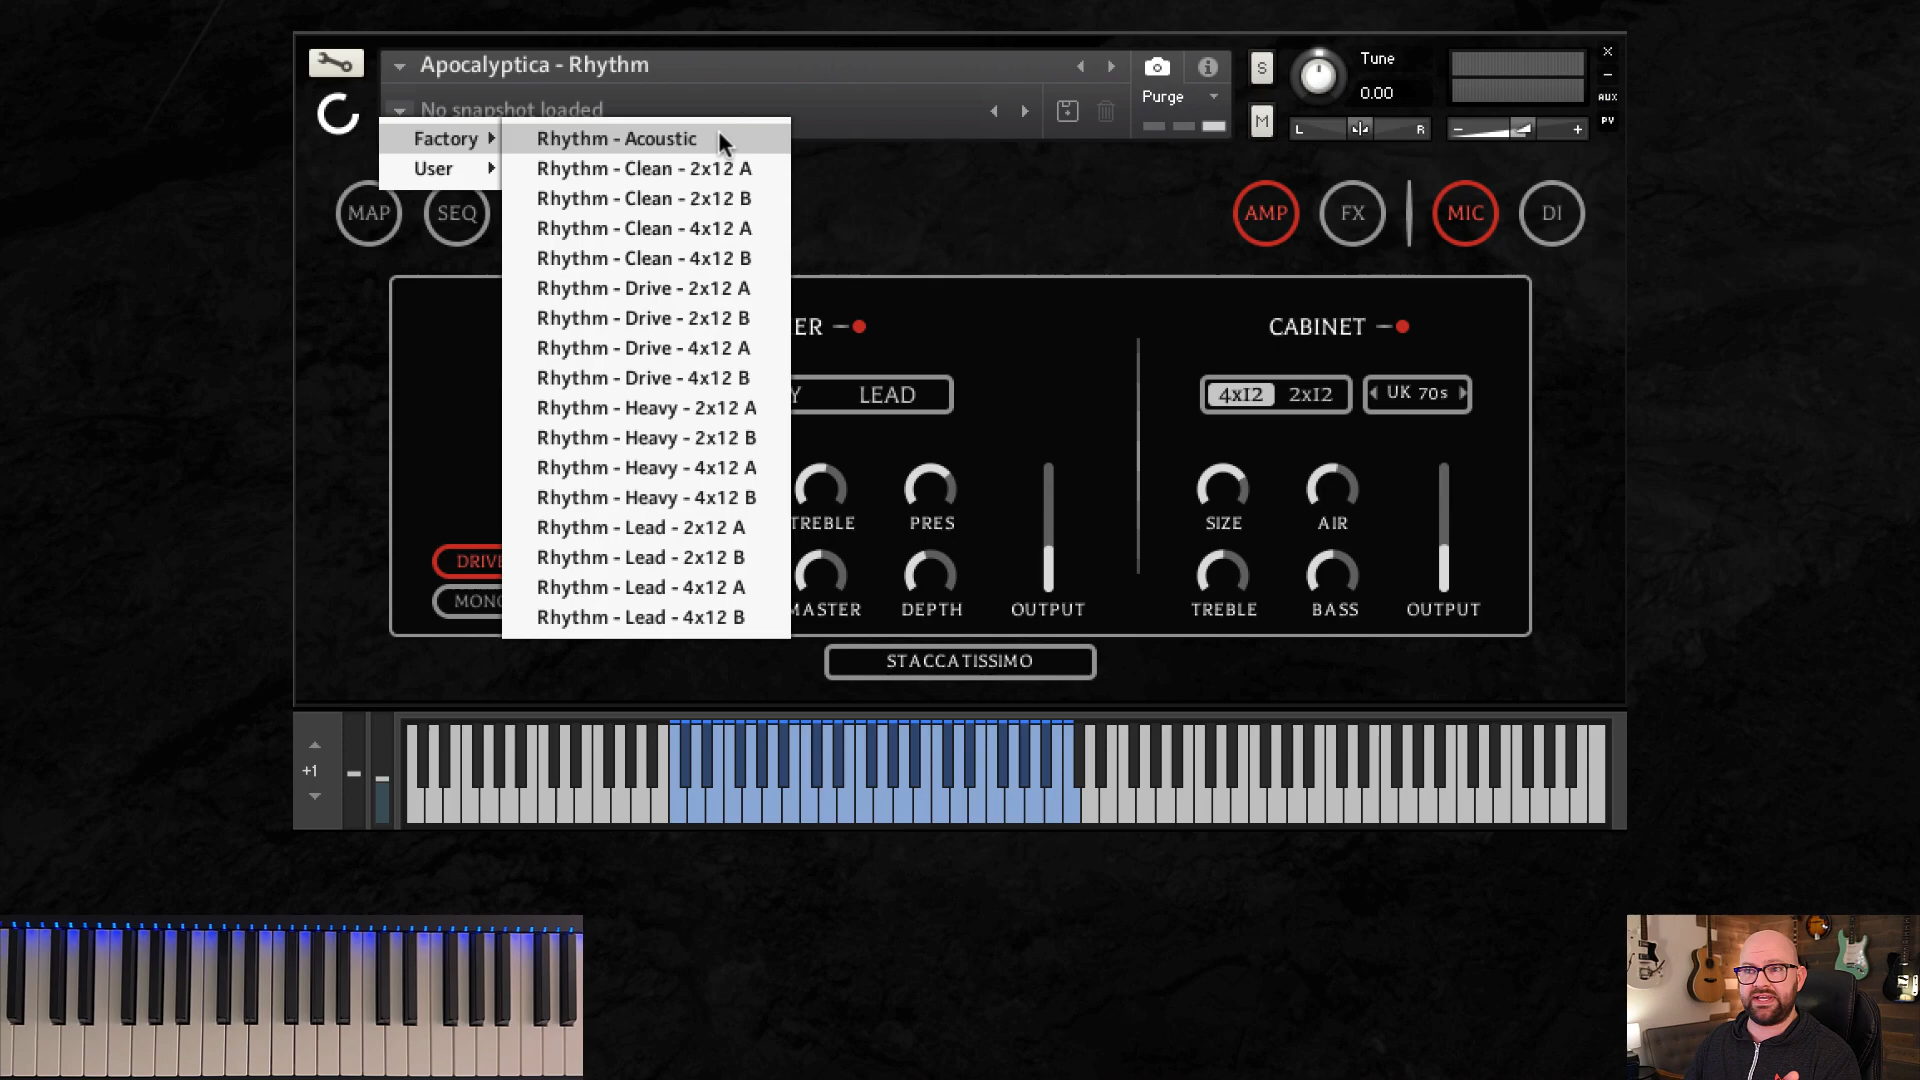 Apocalyptica - Rhythm
No snapshot loaded
Purge
S
M
Tune
0.00
L
R
-
+
×
-
AUX
PV
Factory
User
Rhythm - Acoustic
Rhythm - Clean - 2x12 A
Rhythm - Clean - 2x12 B
Rhythm - Clean - 4x12 A
Rhythm - Clean - 4x12 B
Rhythm - Drive - 2x12 A
Rhythm - Drive - 2x12 B
Rhythm - Drive - 4x12 A
Rhythm - Drive - 4x12 B
Rhythm - Heavy - 2x12 A
Rhythm - Heavy - 2x12 B
Rhythm - Heavy - 4x12 A
Rhythm - Heavy - 4x12 B
Rhythm - Lead - 2x12 A
Rhythm - Lead - 2x12 B
Rhythm - Lead - 4x12 A
Rhythm - Lead - 4x12 B
MAP
SEQ
AMP
FX
MIC
DI
ER
CABINET
Y
LEAD
4x12
2x12
UK 70s
TREBLE
PRES
SIZE
AIR
DRIVE
MONO
MASTER
DEPTH
OUTPUT
TREBLE
BASS
OUTPUT
STACCATISSIMO
+1